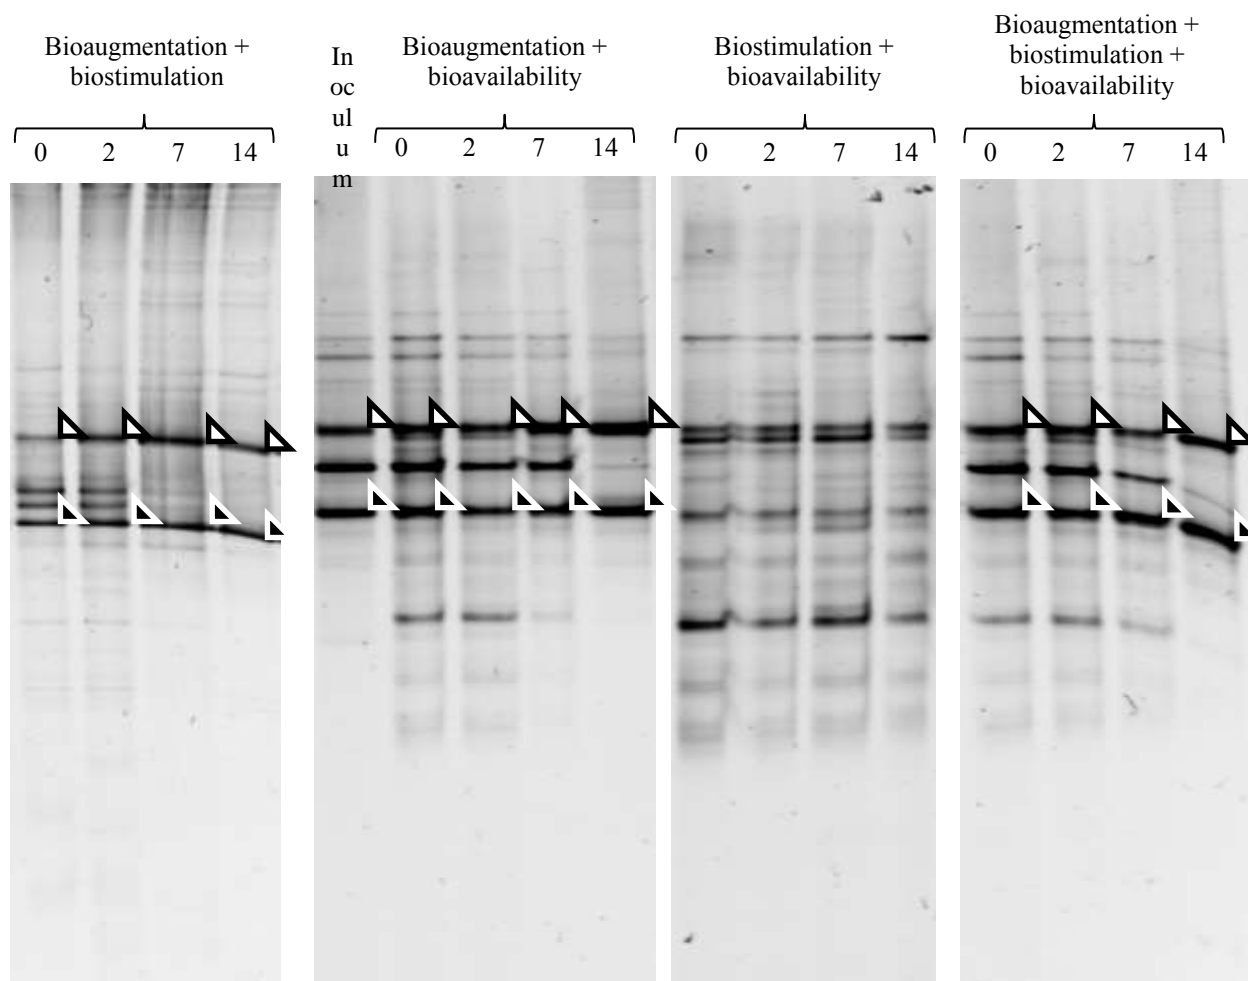 Bioaugmentation +
biostimulation
In
oc
ul
u
m
Bioaugmentation +
bioavailability
Biostimulation +
bioavailability
Bioaugmentation +
biostimulation +
bioavailability
0 2 7 14
0 2 7 14
0 2 7 14
0 2 7 14